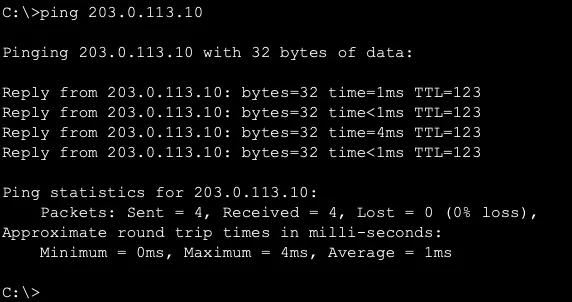 C:\>ping 203.0.113.10
Pinging 203.0.113.10 with 32 bytes of data:
Reply from 203.0.113.10: bytes=32 time=1ms TTL=123
Reply from 203.0.113.10: bytes=32 time<1ms TTL=123
Reply from 203.0.113.10: bytes=32 time=4ms TTL=123
Reply from 203.0.113.10: bytes=32 time<1ms TTL=123
Ping statistics for 203.0.113.10:
    Packets: Sent = 4, Received = 4, Lost = 0 (0% loss),
Approximate round trip times in milli-seconds:
    Minimum = 0ms, Maximum = 4ms, Average = 1ms
C:\>